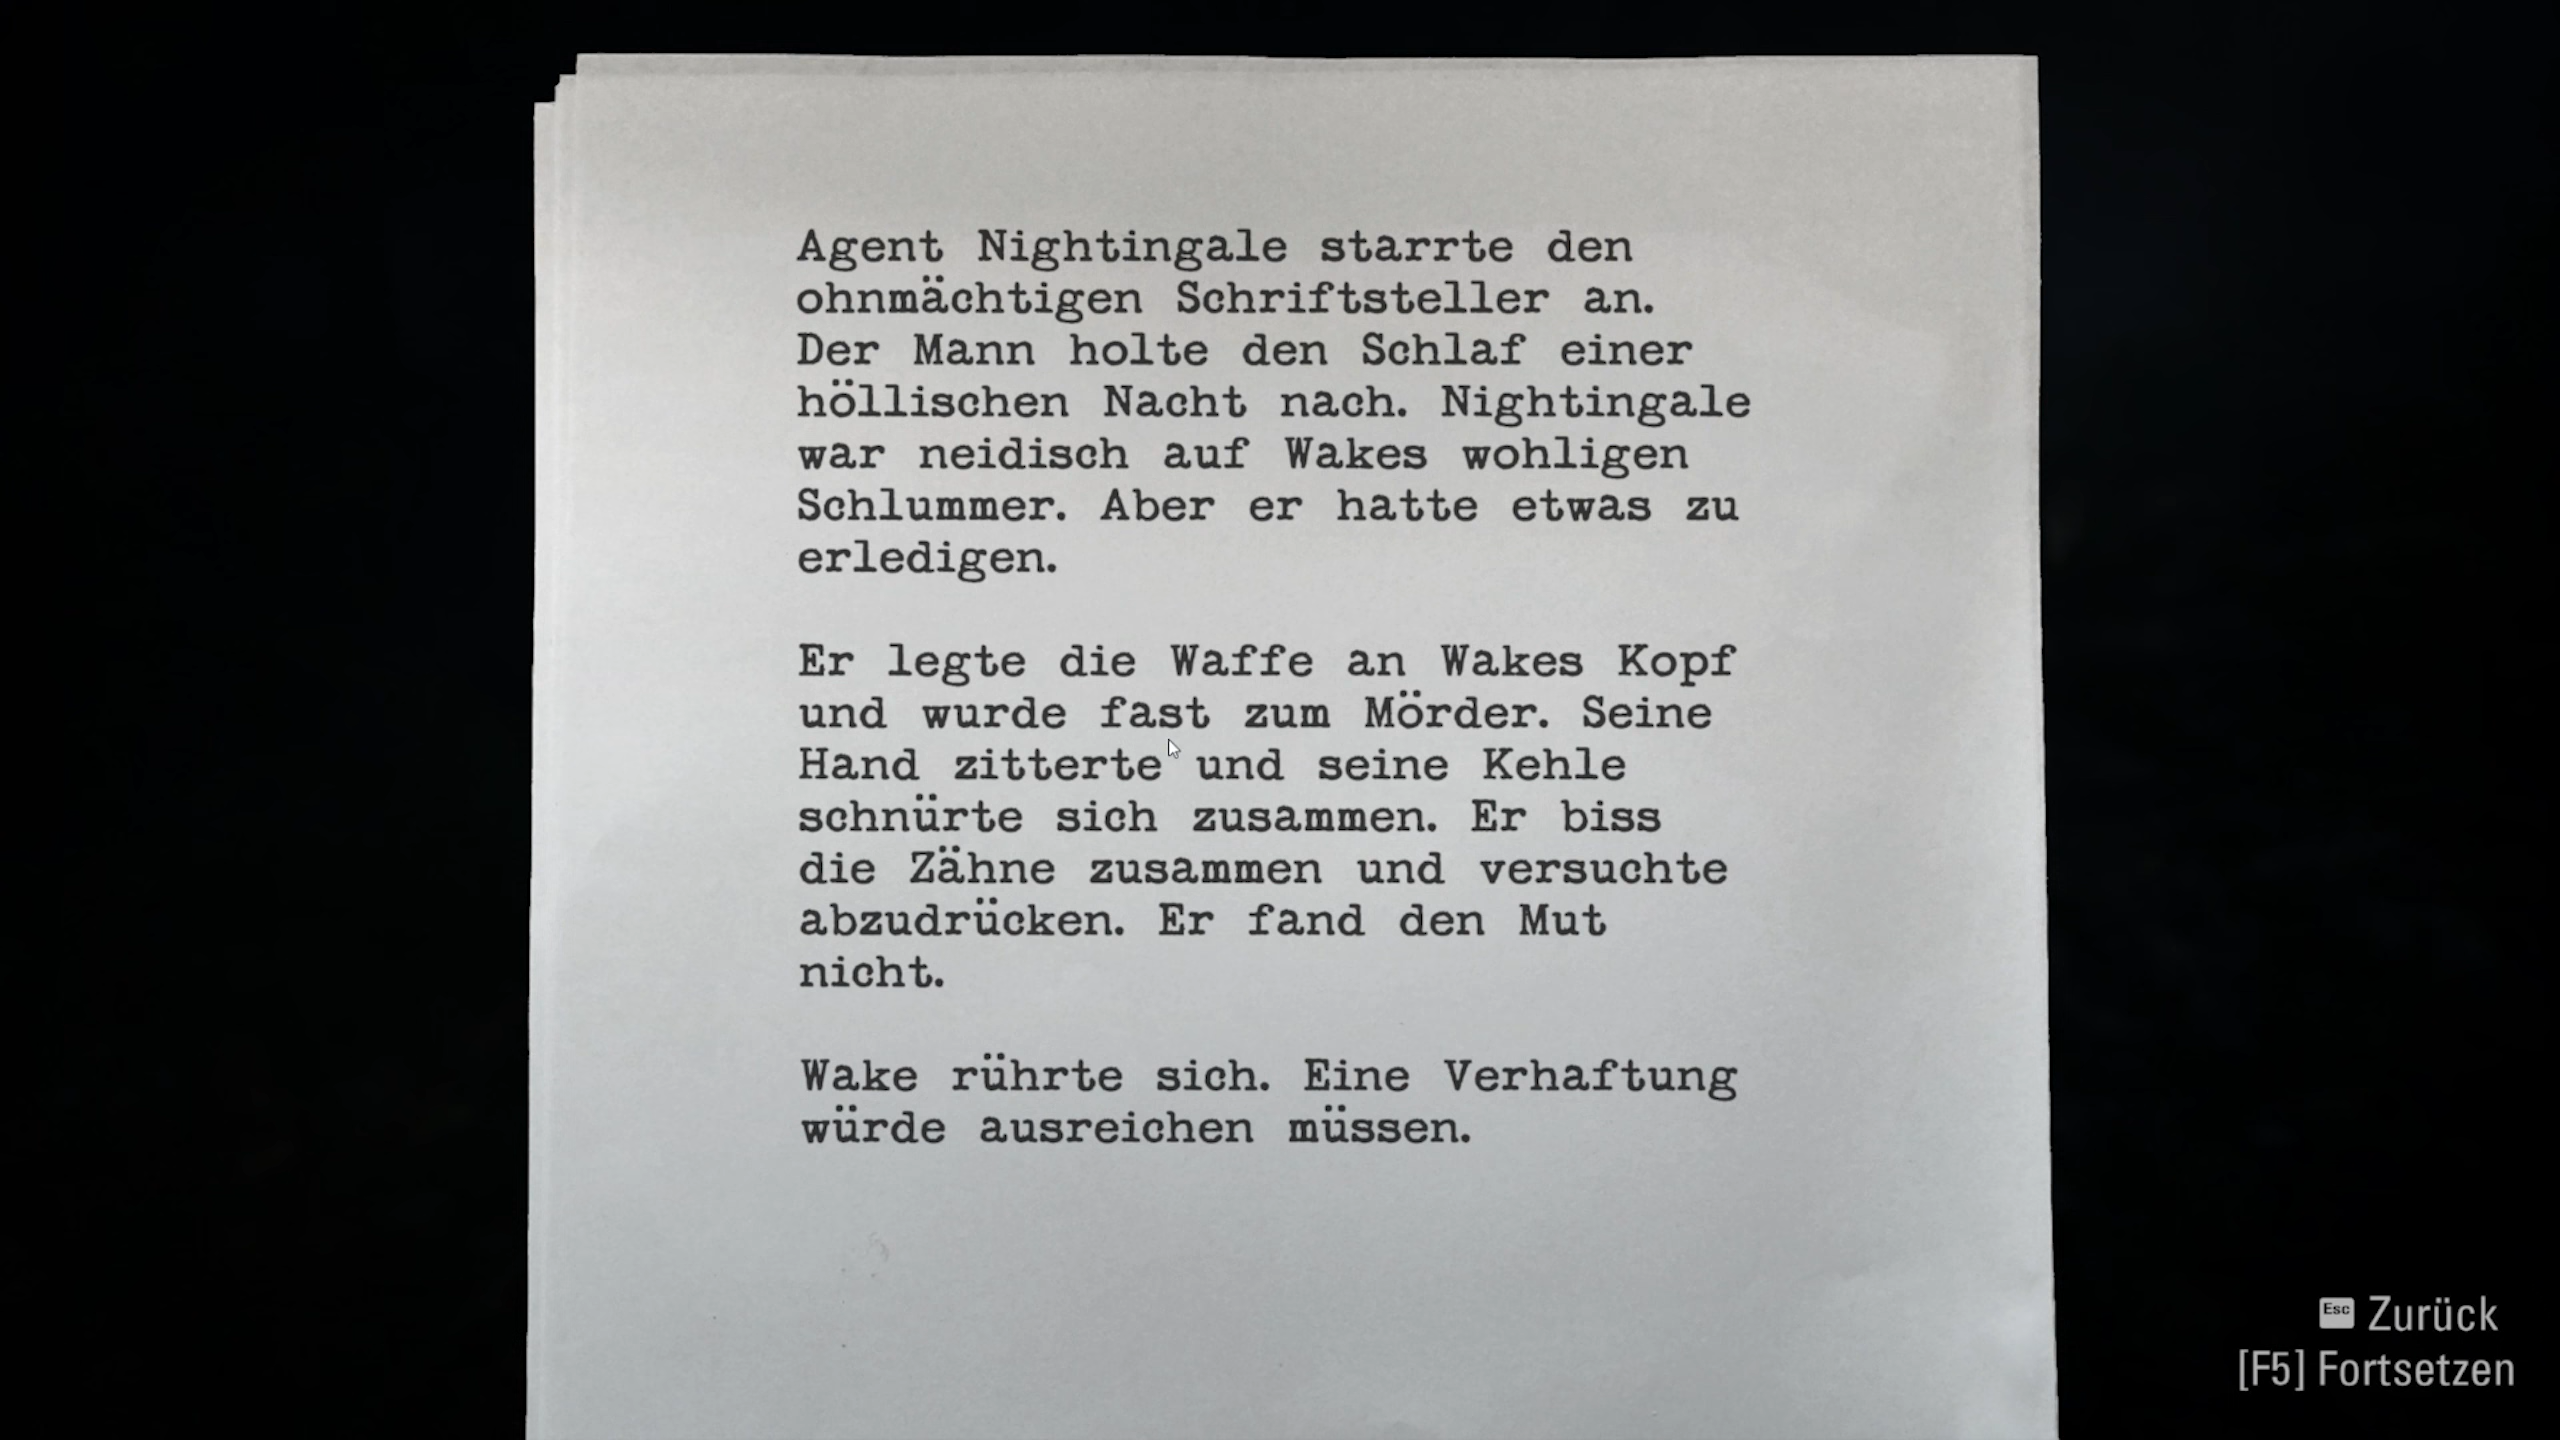 Agent Nightingale starrte den
ohnmächtigen Schriftsteller an.
Der Mann holte den Schlaf einer
höllischen Nacht nach. Nightingale
war neidisch auf Wakes wohligen
Schlummer. Aber er hatte etwas zu
erledigen.

Er legte die Waffe an Wakes Kopf
und wurde fast zum Mörder. Seine
Hand zitterte und seine Kehle
schnürte sich zusammen. Er biss
die Zähne zusammen und versuchte
abzudrücken. Er fand den Mut
nicht.

Wake rührte sich. Eine Verhaftung
würde ausreichen müssen.

Esc Zurück
[F5] Fortsetzen